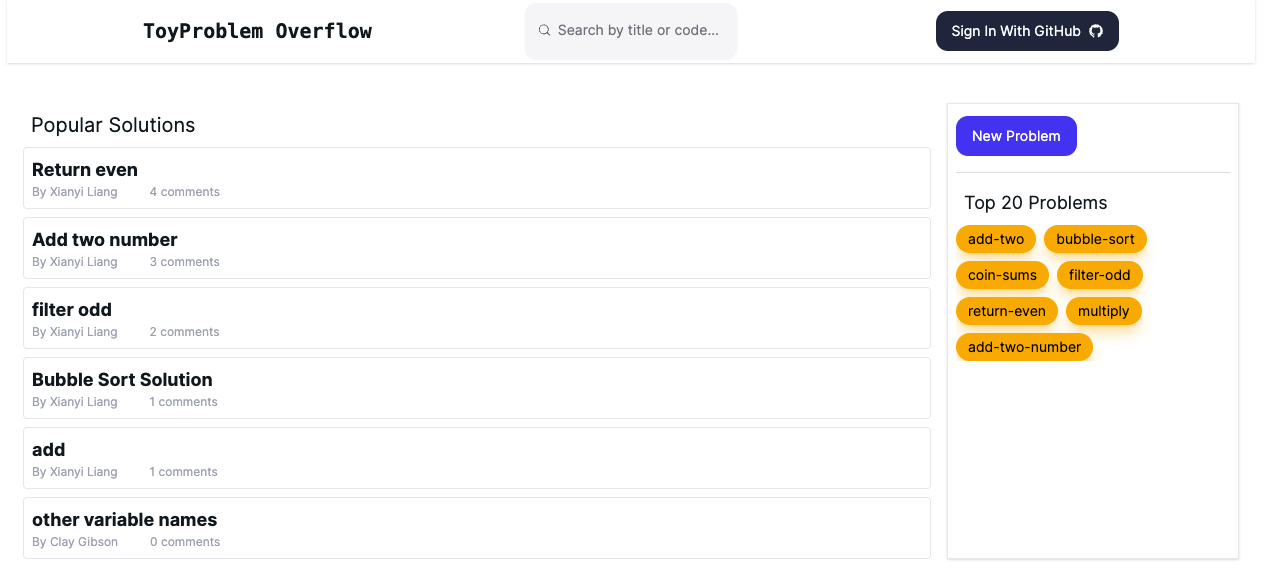 ToyProblem Overflow
Search by title or code...
Sign In With GitHub
Popular Solutions
Return even
By Xianyi Liang 4 comments
Add two number
By Xianyi Liang 3 comments
filter odd
By Xianyi Liang 2 comments
Bubble Sort Solution
By Xianyi Liang 1 comments
add
By Xianyi Liang 1 comments
other variable names
By Clay Gibson 0 comments
New Problem
Top 20 Problems
add-two bubble-sort
coin-sums filter-odd
return-even multiply
add-two-number